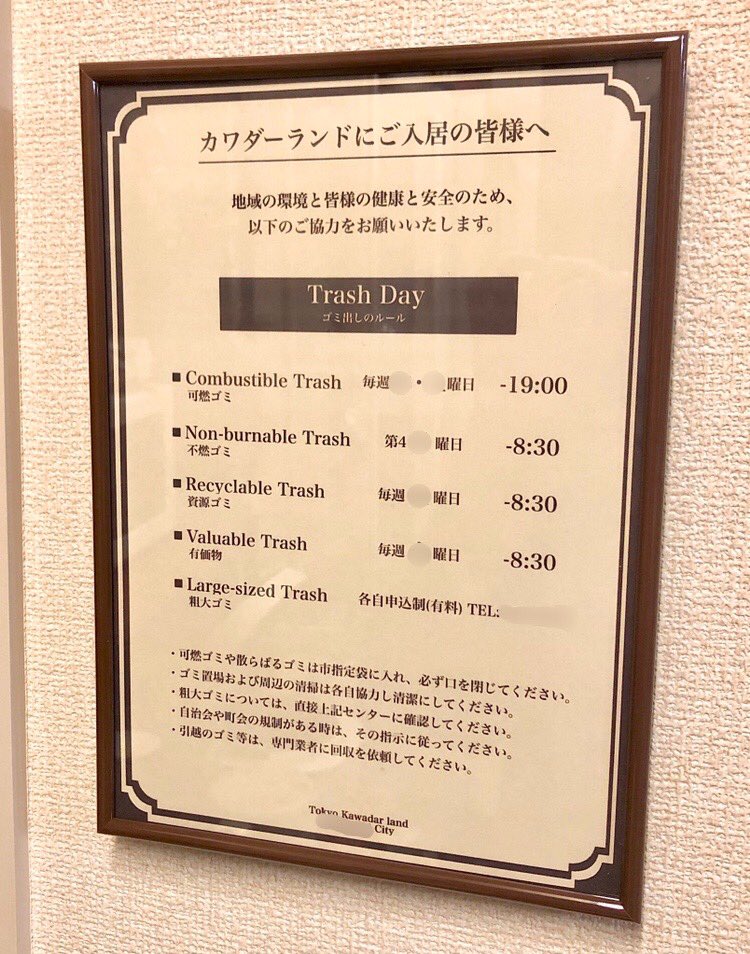 カワダーランドにご入居の皆様へ
地域の環境と皆様の健康と安全のため、
以下のご協力をお願いいたします。
Trash Day
ゴミ出しのルール
■ Combustible Trash 毎週 ・ 曜日 -19:00
可燃ゴミ
■ Non-burnable Trash 第4 曜日 -8:30
不燃ゴミ
■ Recyclable Trash 毎週 曜日 -8:30
資源ゴミ
■ Valuable Trash 毎週 曜日 -8:30
有価物
■ Large-sized Trash 各自申込制(有料) TEL:
粗大ゴミ
・可燃ゴミや散らばるゴミは市指定袋に入れ、必ず口を閉じてください。
・ゴミ置場および周辺の清掃は各自協力し清潔にしてください。
・粗大ゴミについては、直接上記センターに確認してください。
・自治会や町会の規制がある時は、その指示に従ってください。
・引越のゴミ等は、専門業者に回収を依頼してください。
Tokyo Kawadar land
City